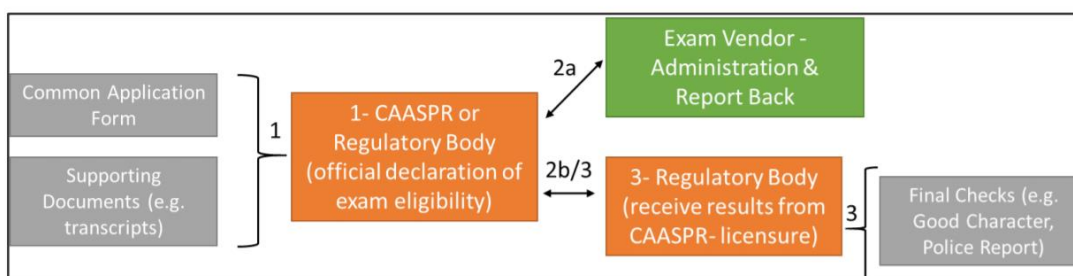 Common Application
Form
Supporting
Documents (e.g.
transcripts)
1
1- CAASPR or
Regulatory Body
(official declaration of
exam eligibility)
2a
Exam Vendor -
Administration &
Report Back
2b/3
3- Regulatory Body
(receive results from
CAASPR- licensure)
3
Final Checks (e.g.
Good Character,
Police Report)